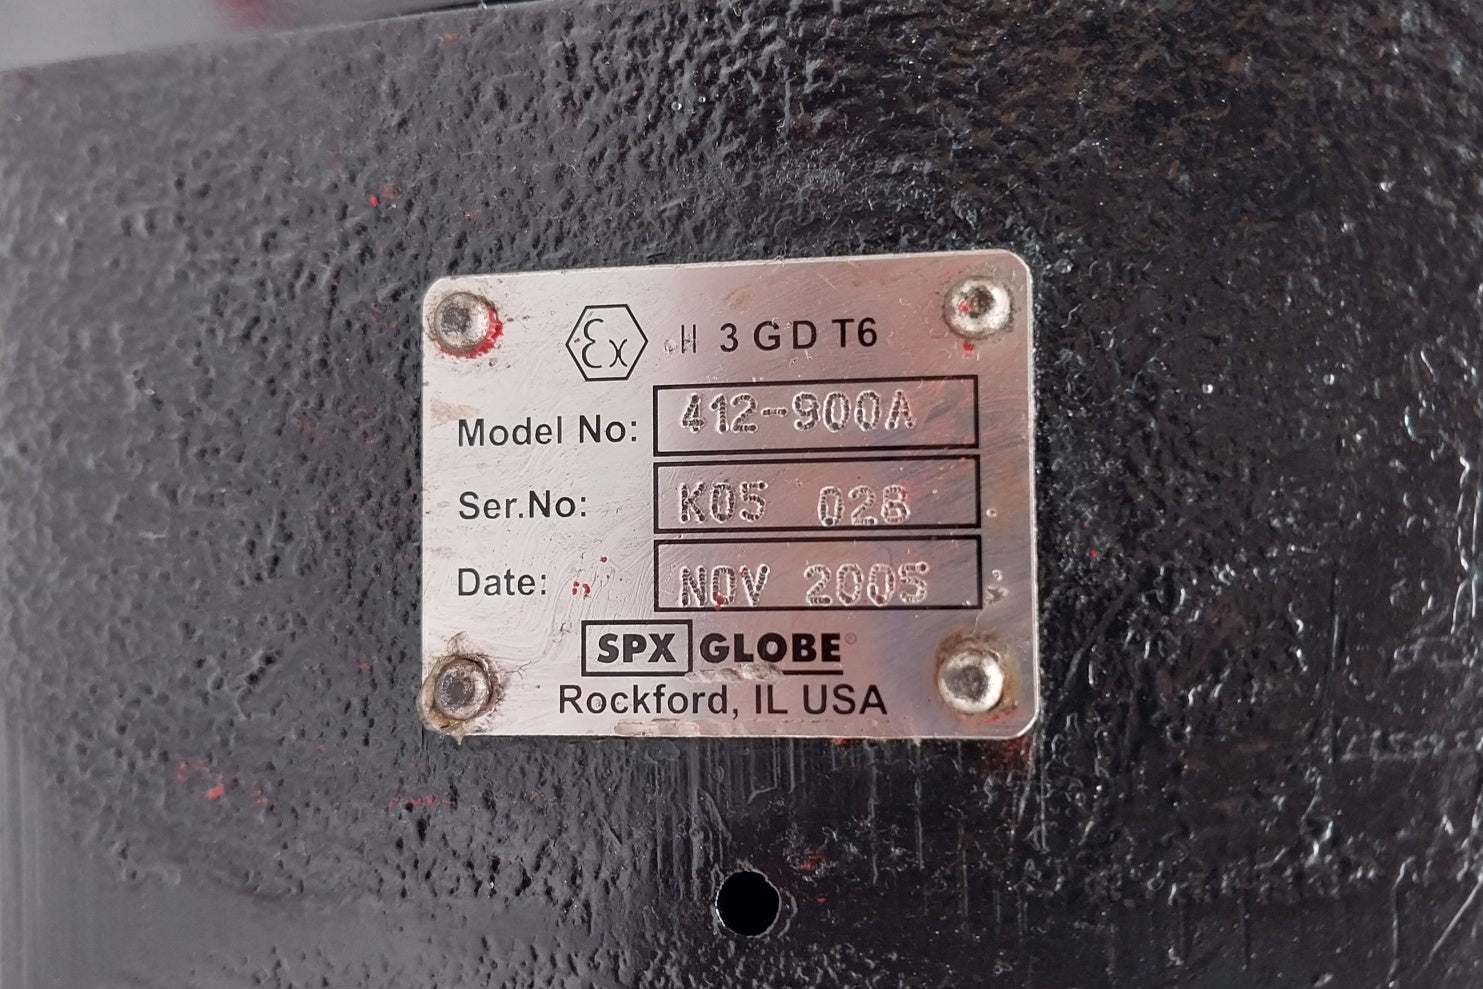 Ex II 3 G D T6
Model No: 412-900A
Ser.No: K05 028
Date: NOV 2005
SPX GLOBE®
Rockford, IL USA